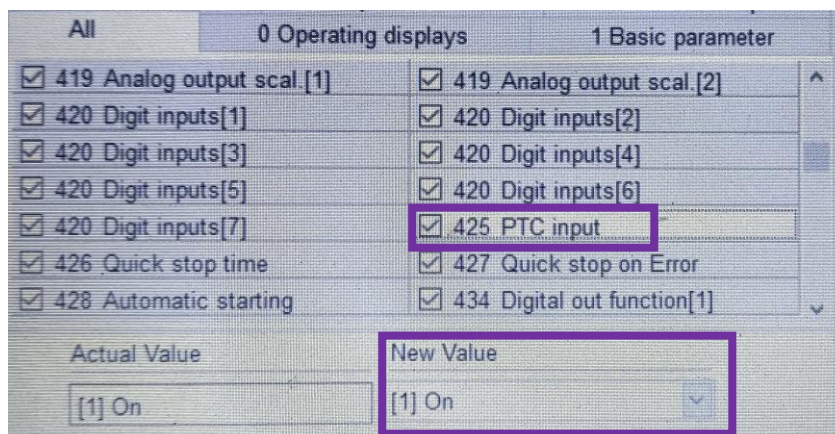 All 0 Operating displays 1 Basic parameter
419 Analog output scal.[1] 419 Analog output scal.[2]
420 Digit inputs[1] 420 Digit inputs[2]
420 Digit inputs[3] 420 Digit inputs[4]
420 Digit inputs[5] 420 Digit inputs[6]
420 Digit inputs[7] 425 PTC input
426 Quick stop time 427 Quick stop on Error
428 Automatic starting 434 Digital out function[1]
Actual Value New Value
[1] On [1] On